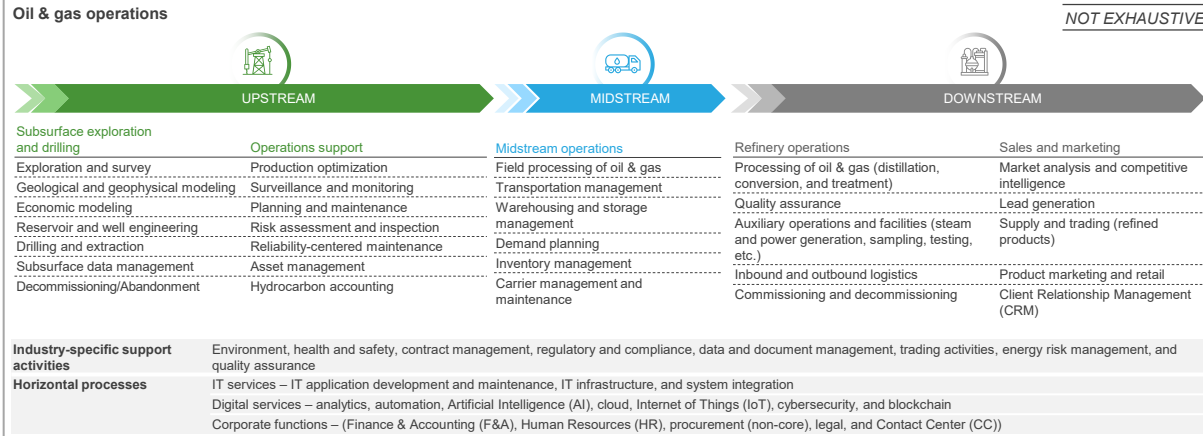 Oil & gas operations
NOT EXHAUSTIVE
UPSTREAM
MIDSTREAM
DOWNSTREAM
Subsurface exploration
and drilling
Exploration and survey
Geological and geophysical modeling
Economic modeling
Reservoir and well engineering
Drilling and extraction
Subsurface data management
Decommissioning/Abandonment
Operations support
Production optimization
Surveillance and monitoring
Planning and maintenance
Risk assessment and inspection
Reliability-centered maintenance
Asset management
Hydrocarbon accounting
Midstream operations
Field processing of oil & gas
Transportation management
Warehousing and storage
management
Demand planning
Inventory management
Carrier management and
maintenance
Refinery operations
Processing of oil & gas (distillation,
conversion, and treatment)
Quality assurance
Auxiliary operations and facilities (steam
and power generation, sampling, testing,
etc.)
Inbound and outbound logistics
Commissioning and decommissioning
Sales and marketing
Market analysis and competitive
intelligence
Lead generation
Supply and trading (refined
products)
Product marketing and retail
Client Relationship Management
(CRM)
Industry-specific support
activities
Environment, health and safety, contract management, regulatory and compliance, data and document management, trading activities, energy risk management, and
quality assurance
Horizontal processes
IT services – IT application development and maintenance, IT infrastructure, and system integration
Digital services – analytics, automation, Artificial Intelligence (AI), cloud, Internet of Things (IoT), cybersecurity, and blockchain
Corporate functions – (Finance & Accounting (F&A), Human Resources (HR), procurement (non-core), legal, and Contact Center (CC))